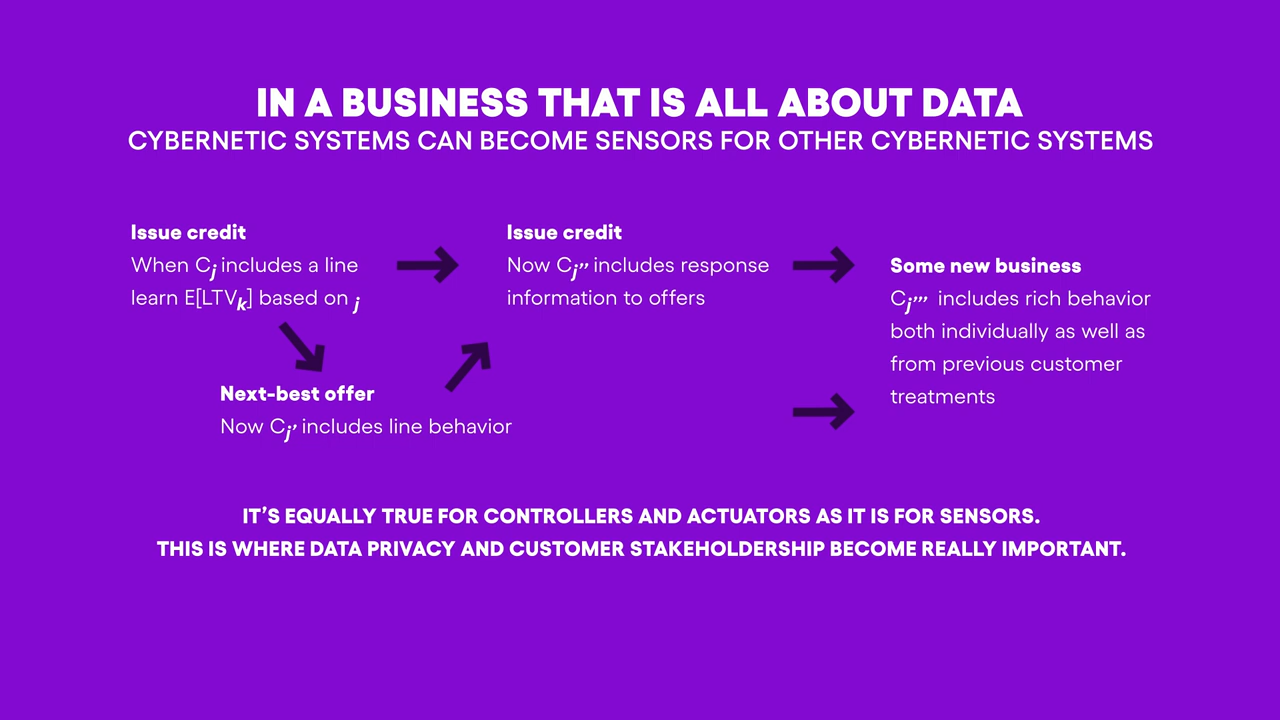 IN A BUSINESS THAT IS ALL ABOUT DATA
CYBERNETIC SYSTEMS CAN BECOME SENSORS FOR OTHER CYBERNETIC SYSTEMS
Issue credit
When Cj includes a line
learn E[LTVk] based on j
Next-best offer
Now Cj’ includes line behavior
Issue credit
Now Cj’’ includes response
information to offers
Some new business
Cj’’’ includes rich behavior
both individually as well as
from previous customer
treatments
IT’S EQUALLY TRUE FOR CONTROLLERS AND ACTUATORS AS IT IS FOR SENSORS.
THIS IS WHERE DATA PRIVACY AND CUSTOMER STAKEHOLDERSHIP BECOME REALLY IMPORTANT.